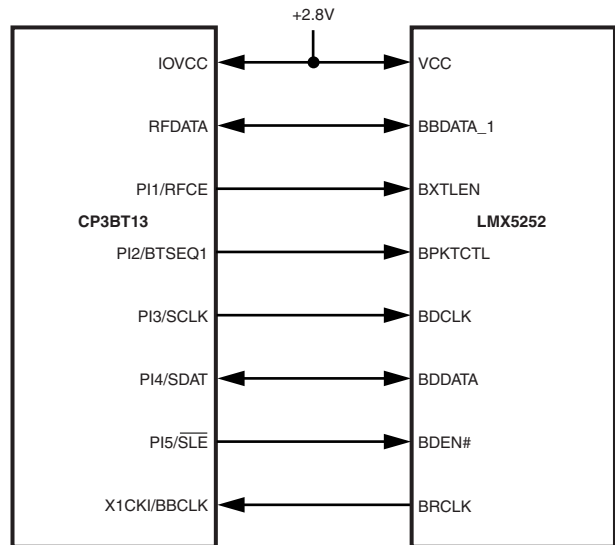 +2.8V
IOVCC VCC
RFDATA BBDATA_1
PI1/RFCE BXTLEN
CP3BT13 LMX5252
PI2/BTSEQ1 BPKTCTL
PI3/SCLK BDCLK
PI4/SDAT BDDATA
PI5/S̅L̅E̅ BDEN#
X1CKI/BBCLK BRCLK